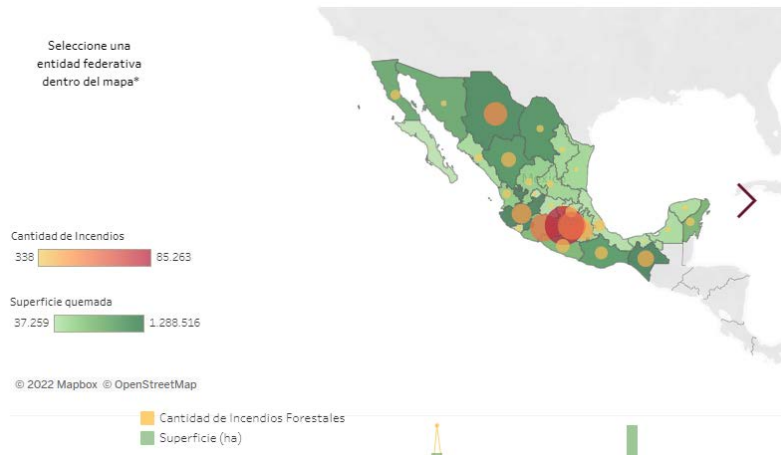 Seleccione una
entidad federativa
dentro del mapa*
Cantidad de Incendios
338
85.263
Superficie quemada
37.259
1.288.516
© 2022 Mapbox © OpenStreetMap
Cantidad de Incendios Forestales
Superficie (ha)